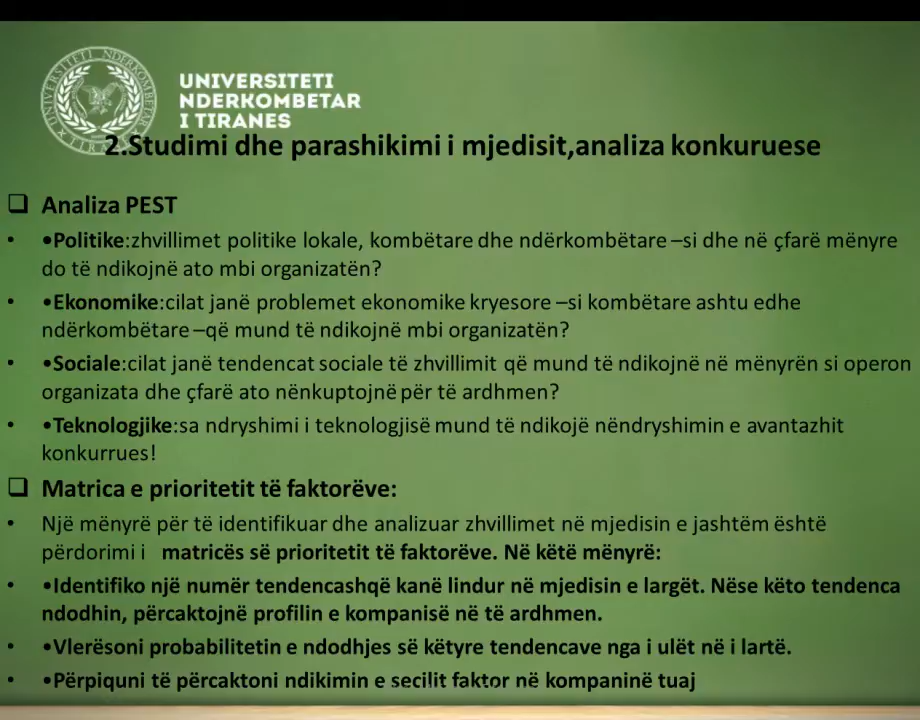 UNIVERSITETI
NDERKOMBETAR
I TIRANES
2.Studimi dhe parashikimi i mjedisit,analiza konkuruese
❑ Analiza PEST
• •Politike:zhvillimet politike lokale, kombëtare dhe ndërkombëtare –si dhe në çfarë mënyre
do të ndikojnë ato mbi organizatën?
• •Ekonomike:cilat janë problemet ekonomike kryesore –si kombëtare ashtu edhe
ndërkombëtare –që mund të ndikojnë mbi organizatën?
• •Sociale:cilat janë tendencat sociale të zhvillimit që mund të ndikojnë në mënyrën si operon
organizata dhe çfarë ato nënkuptojnë për të ardhmen?
• •Teknologjike:sa ndryshimi i teknologjisë mund të ndikojë nëndryshimin e avantazhit
konkurrues!
❑ Matrica e prioritetit të faktorëve:
• Një mënyrë për të identifikuar dhe analizuar zhvillimet në mjedisin e jashtëm është
përdorimi i matricës së prioritetit të faktorëve. Në këtë mënyrë:
• •Identifiko një numër tendencashqë kanë lindur në mjedisin e largët. Nëse këto tendenca
ndodhin, përcaktojnë profilin e kompanisë në të ardhmen.
• •Vlerësoni probabilitetin e ndodhjes së këtyre tendencave nga i ulët në i lartë.
• •Përpiquni të përcaktoni ndikimin e secilit faktor në kompaninë tuaj